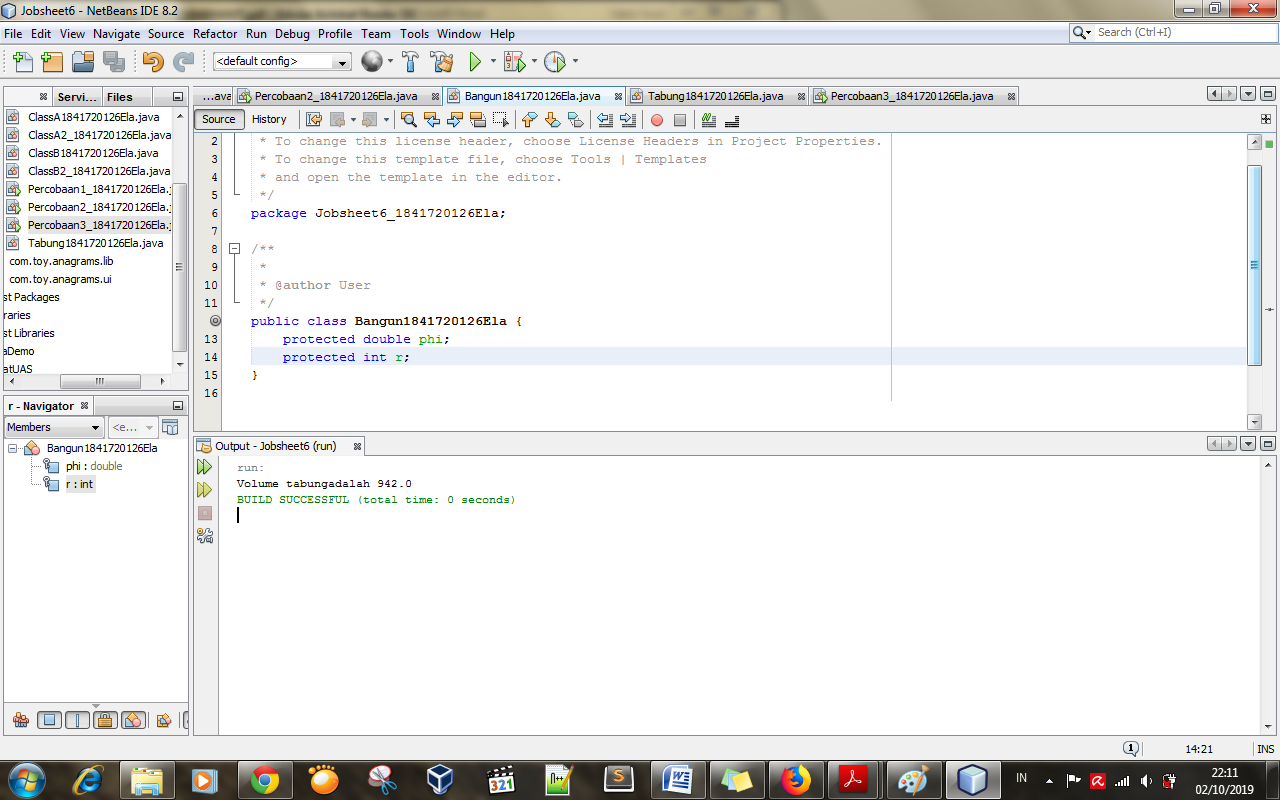 Jobsheet6 - NetBeans IDE 8.2
File Edit View Navigate Source Refactor Run Debug Profile Team Tools Window Help
Search (Ctrl+I)
<default config>
Servi... Files
...ava Percobaan2_1841720126Ela.java Bangun1841720126Ela.java Tabung1841720126Ela.java Percobaan3_1841720126Ela.java
Source History
ClassA1841720126Ela.java
ClassA2_1841720126Ela.java
ClassB1841720126Ela.java
ClassB2_1841720126Ela.java
Percobaan1_1841720126Ela.j
Percobaan2_1841720126Ela.j
Percobaan3_1841720126Ela.j
Tabung1841720126Ela.java
com.toy.anagrams.lib
com.toy.anagrams.ui
st Packages
raries
st Libraries
aDemo
atUAS
2 * To change this license header, choose License Headers in Project Properties.
3 * To change this template file, choose Tools | Templates
4 * and open the template in the editor.
5 */
6 package Jobsheet6_1841720126Ela;
7
8 /**
9 *
10 * @author User
11 */
public class Bangun1841720126Ela {
13 protected double phi;
14 protected int r;
15 }
16
r - Navigator
Members <e...
Bangun1841720126Ela
phi : double
r : int
Output - Jobsheet6 (run)
run:
Volume tabungadalah 942.0
BUILD SUCCESSFUL (total time: 0 seconds)
1 14:21 INS
321
S
W
IN
22:11
02/10/2019